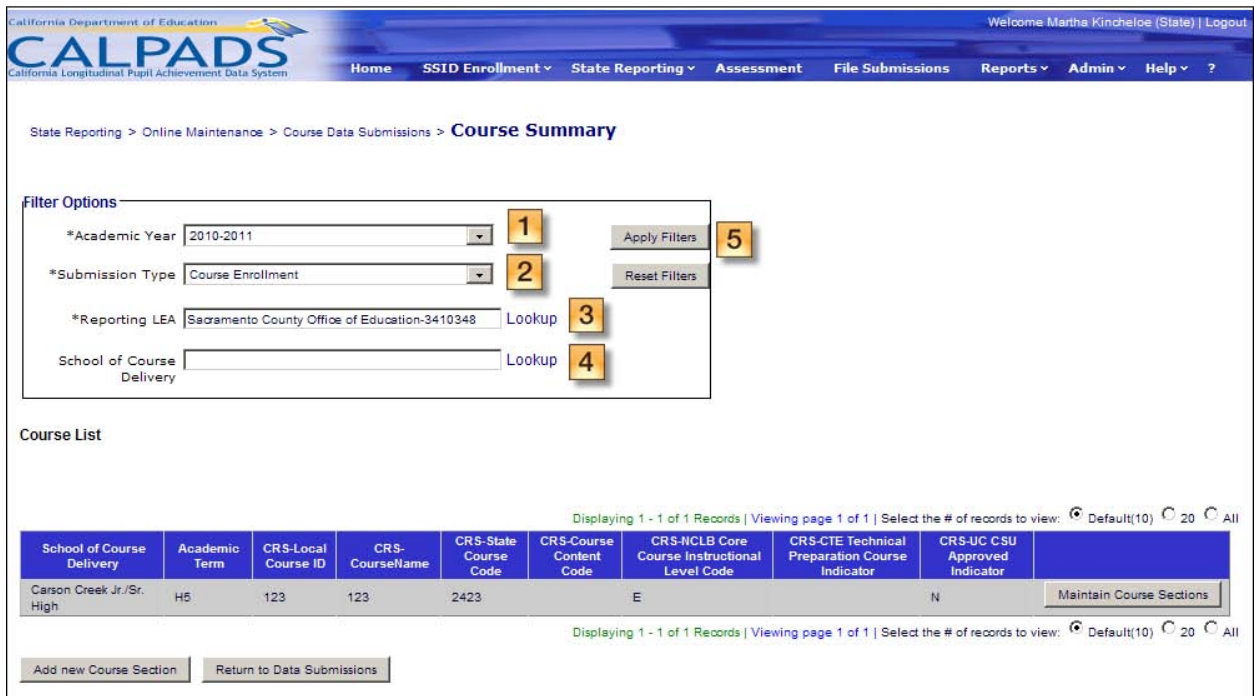 California Department of Education
Welcome Martha Kincheloe (State) | Logout
CALPADS
California Longitudinal Pupil Achievement Data System
Home SSID Enrollment State Reporting Assessment File Submissions Reports Admin Help ?
State Reporting > Online Maintenance > Course Data Submissions > Course Summary
Filter Options
*Academic Year 2010-2011 1 Apply Filters 5
*Submission Type Course Enrollment 2 Reset Filters
*Reporting LEA Sacramento County Office of Education-3410348 Lookup 3
School of Course Delivery Lookup 4
Course List
Displaying 1 - 1 of 1 Records | Viewing page 1 of 1 | Select the # of records to view: Default(10) 20 All
School of Course Delivery Academic Term CRS-Local Course ID CRS-CourseName CRS-State Course Code CRS-Course Content Code CRS-NCLB Core Course Instructional Level Code CRS-CTE Technical Preparation Course Indicator CRS-UC CSU Approved Indicator
Carson Creek Jr./Sr. High H5 123 123 2423 E N Maintain Course Sections
Displaying 1 - 1 of 1 Records | Viewing page 1 of 1 | Select the # of records to view: Default(10) 20 All
Add new Course Section Return to Data Submissions